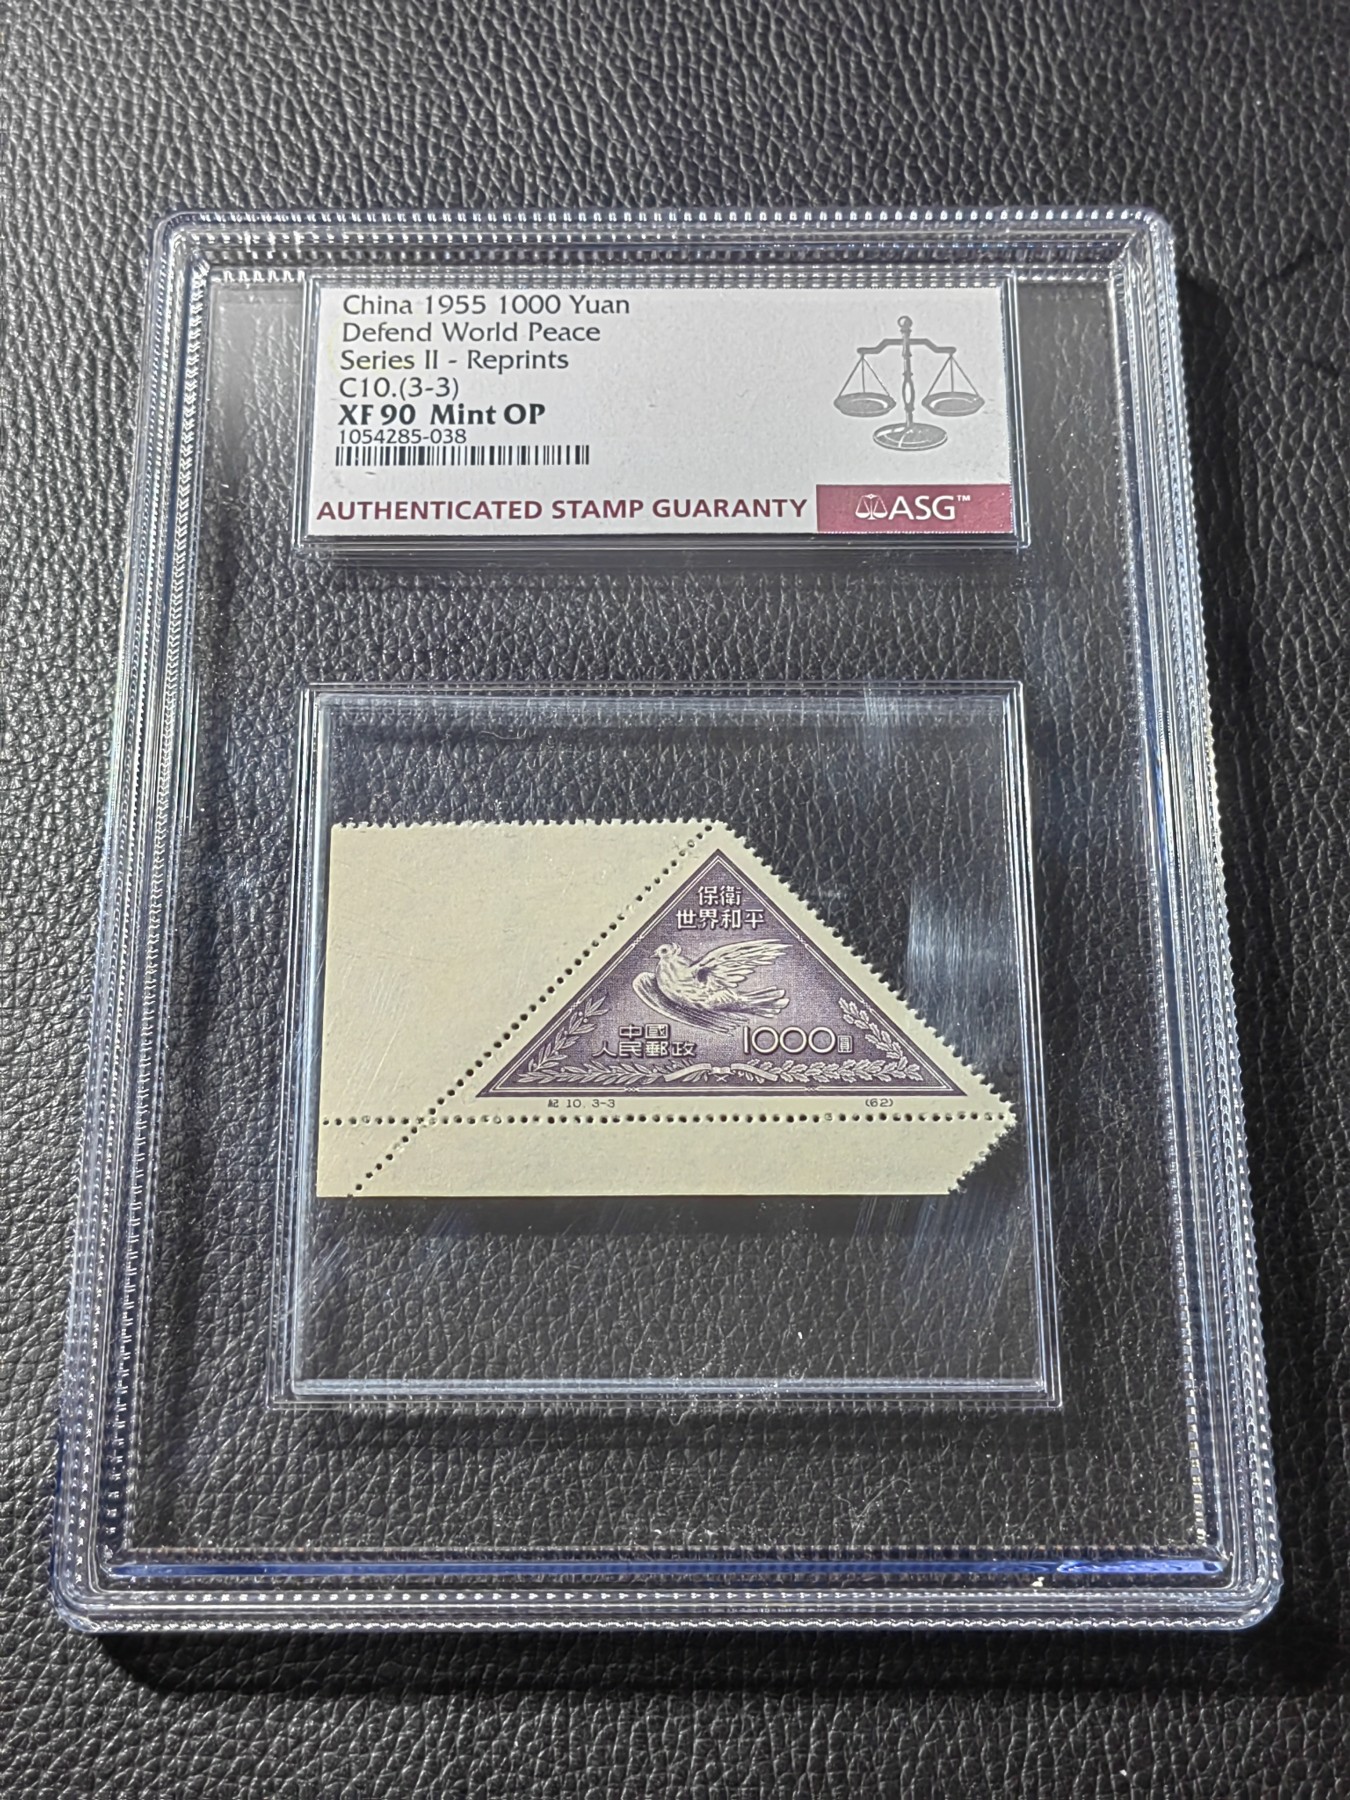 China 1955 1000 Yuan
Defend World Peace
Series II - Reprints
C10.(3-3)
XF 90 Mint OP
1054285-038
AUTHENTICATED STAMP GUARANTY
ASG™
保衛
世界和平
中國
人民郵政
1000圓
紀 10. 3-3
(62)